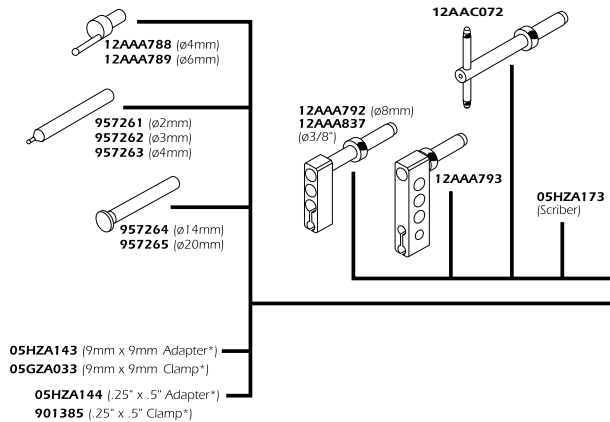 12AAC072
12AAA788 (ø4mm)
12AAA789 (ø6mm)
957261 (ø2mm)
957262 (ø3mm)
957263 (ø4mm)
12AAA792 (ø8mm)
12AAA837
(ø3/8")
12AAA793
05HZA173
(Scriber)
957264 (ø14mm)
957265 (ø20mm)
05HZA143 (9mm x 9mm Adapter*)
05GZA033 (9mm x 9mm Clamp*)
05HZA144 (.25" x .5" Adapter*)
901385 (.25" x .5" Clamp*)